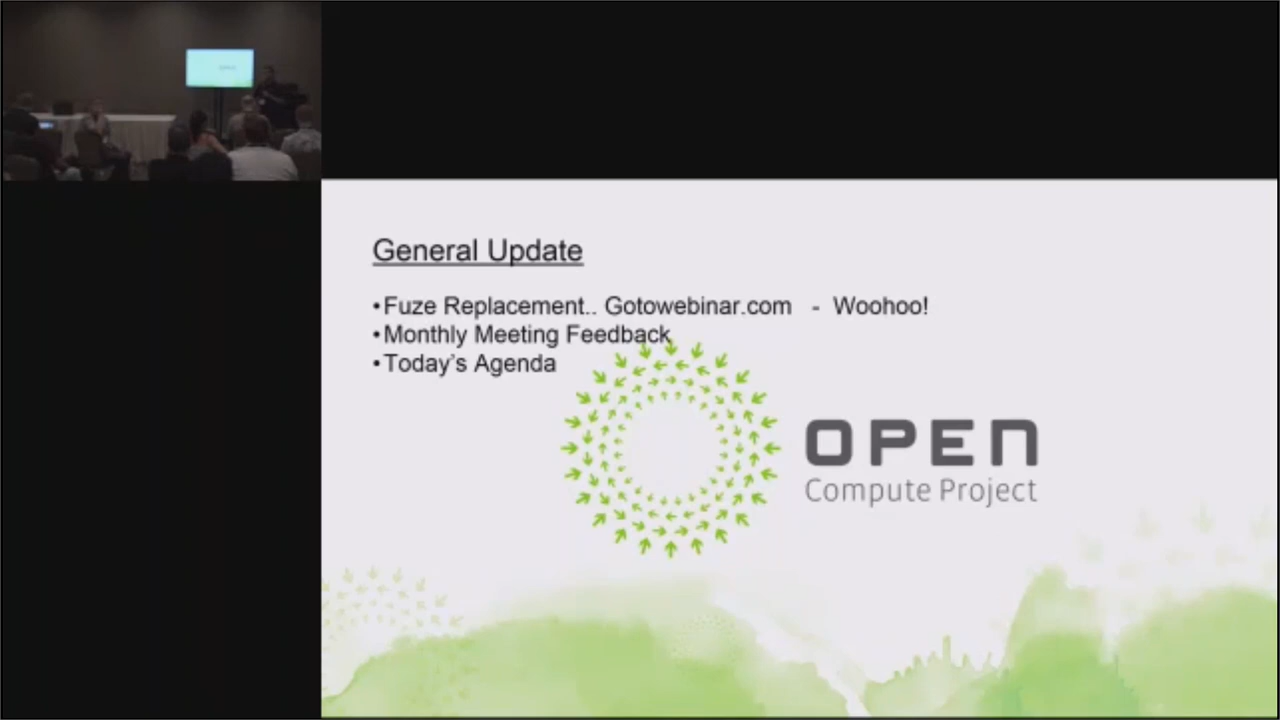 General Update
•Fuze Replacement.. Gotowebinar.com - Woohoo!
•Monthly Meeting Feedback
•Today's Agenda
OPEN
Compute Project